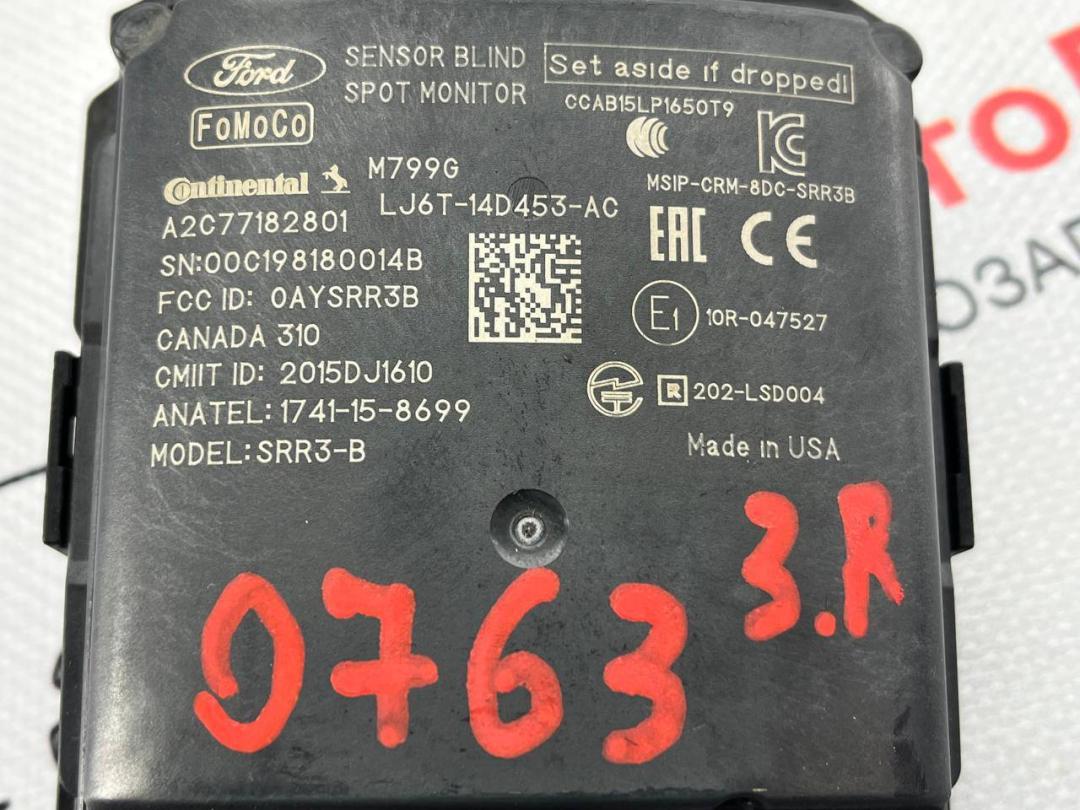 Ford
SENSOR BLIND
SPOT MONITOR
Set aside if dropped!
FoMoCo
CCAB15LP1650T9
Continental
M799G
MSIP-CRM-8DC-SRR3B
A2C77182801
LJ6T-14D453-AC
SN:00C198180014B
EAC CE
FCC ID: OAYSRR3B
CANADA 310
E1 10R-047527
CMIIT ID: 2015DJ1610
R 202-LSD004
ANATEL: 1741-15-8699
MODEL: SRR3-B
Made in USA
0763
З.Я